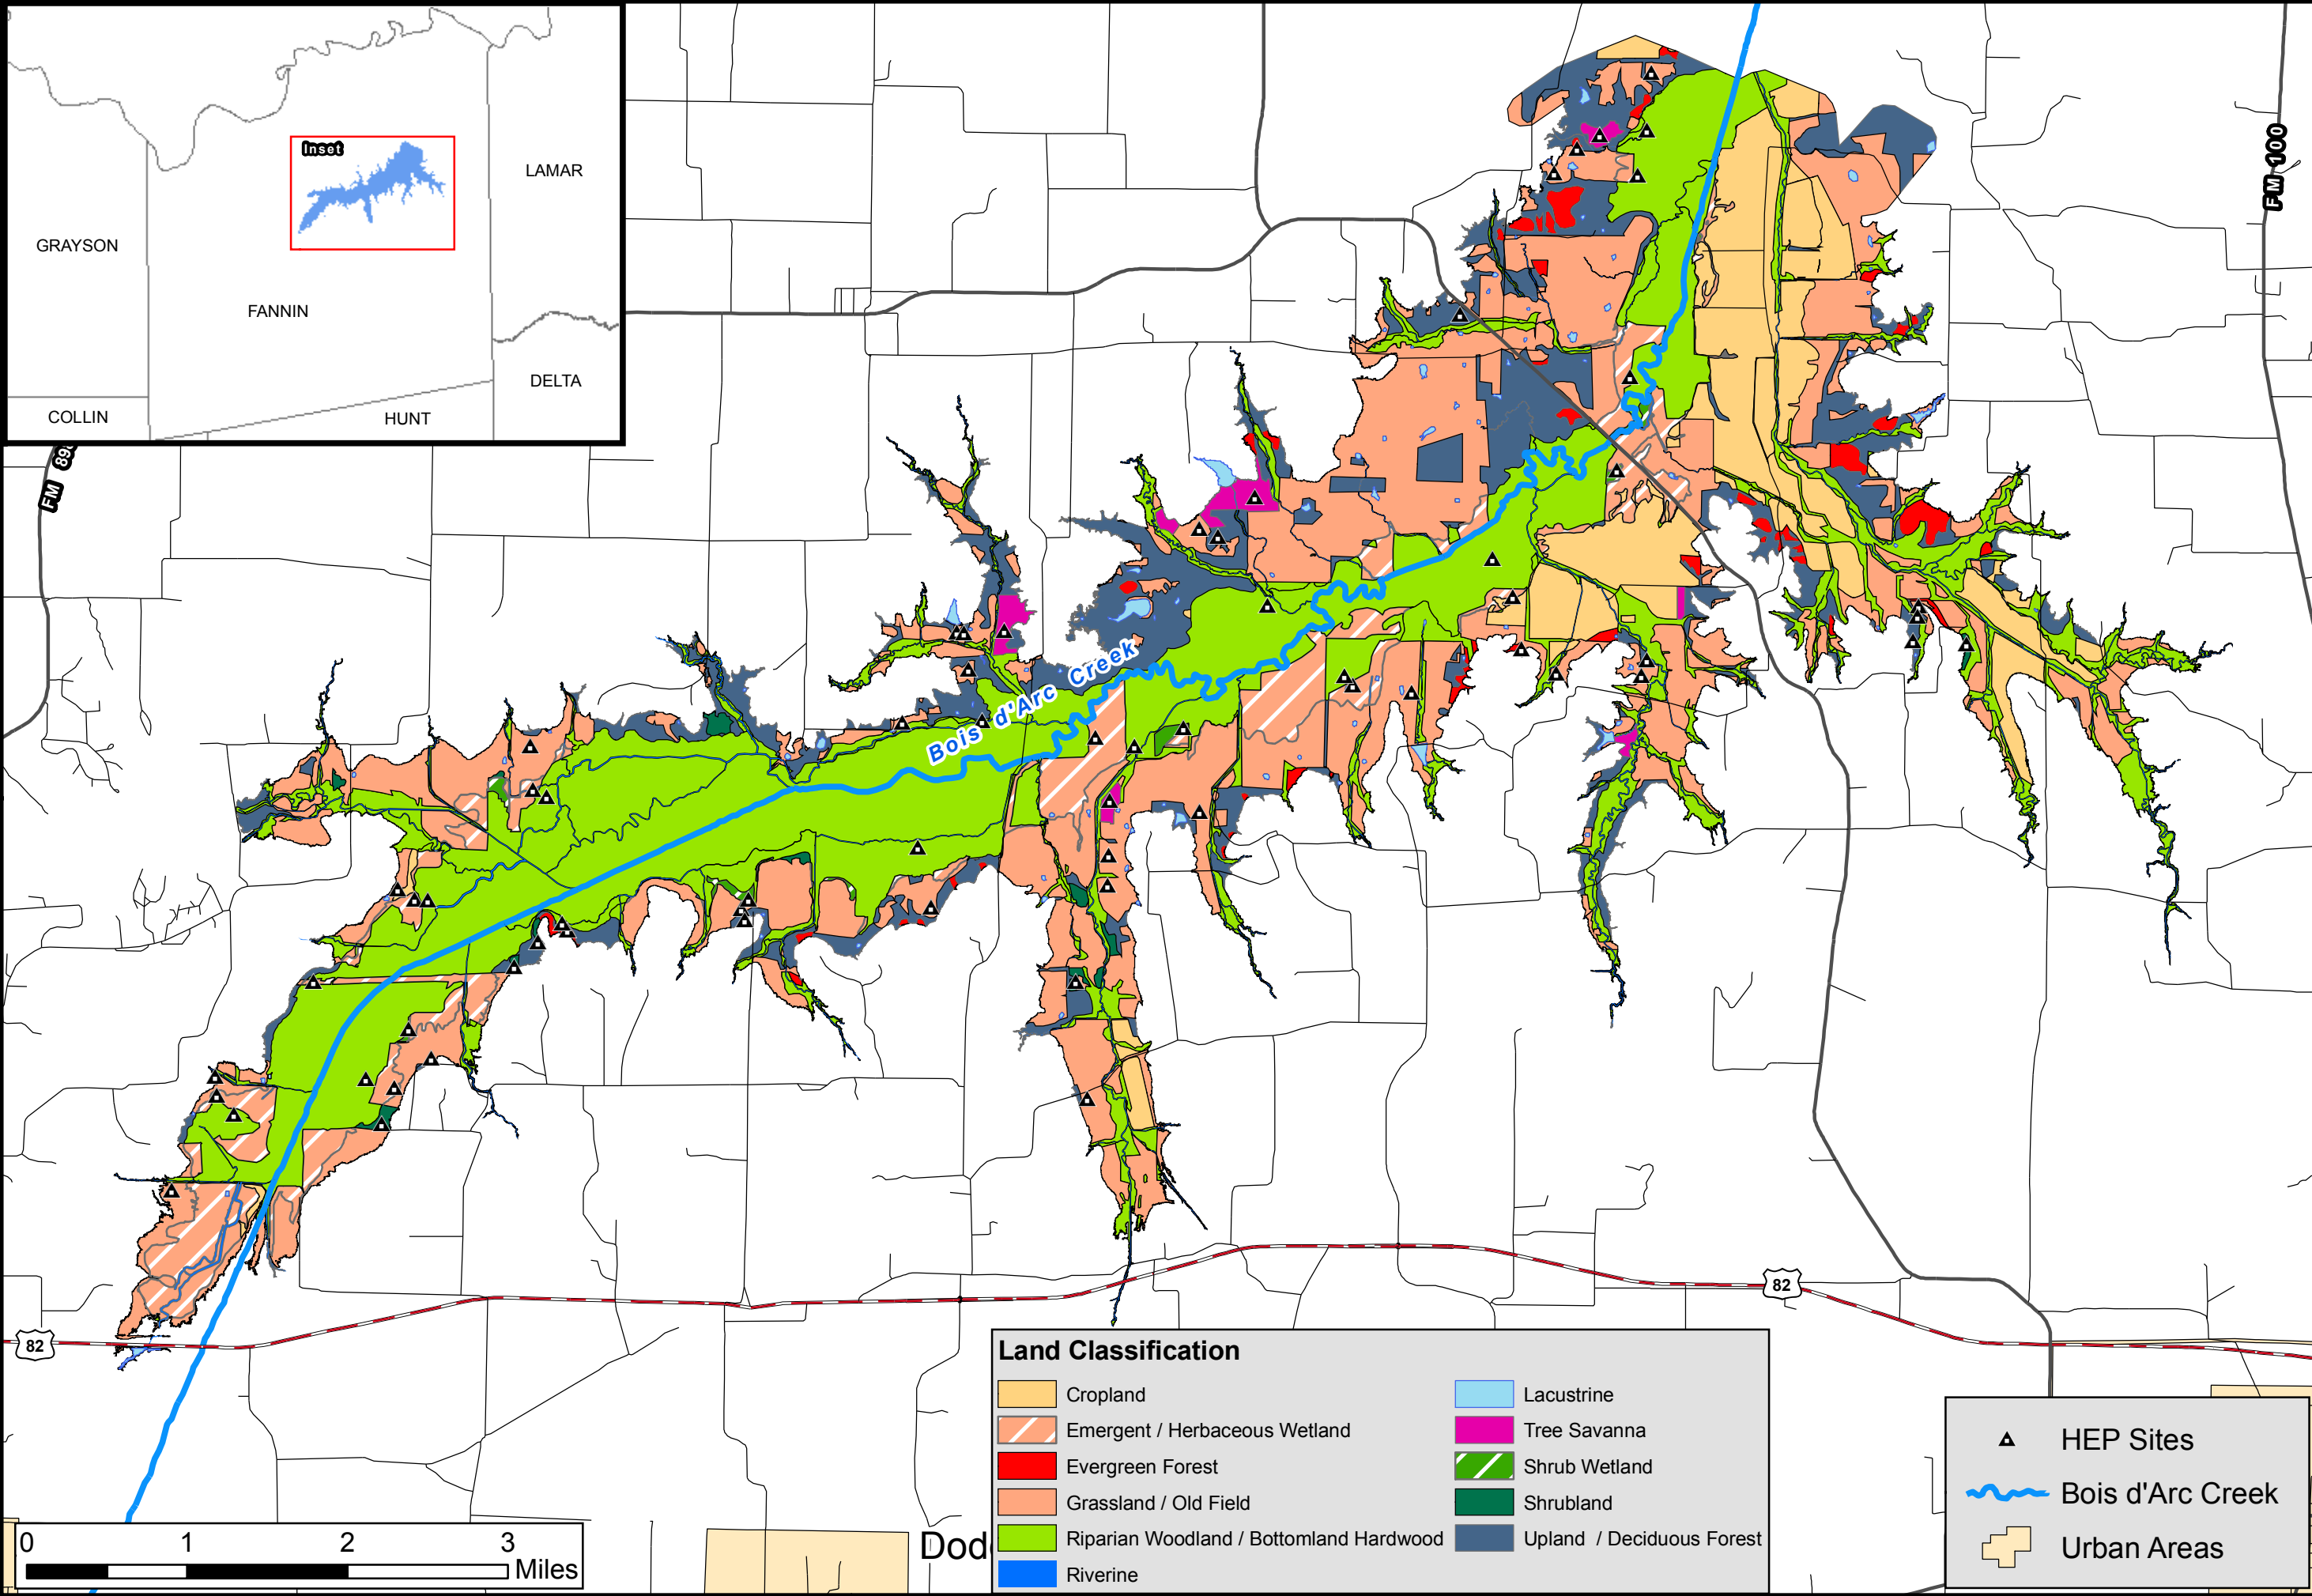 Inset
LAMAR
GRAYSON
FANNIN
DELTA
COLLIN
HUNT
FM 100
FM 89
Bois d'Arc Creek
82
82
Land Classification
Cropland
Emergent / Herbaceous Wetland
Evergreen Forest
Grassland / Old Field
Riparian Woodland / Bottomland Hardwood
Riverine
Lacustrine
Tree Savanna
Shrub Wetland
Shrubland
Upland / Deciduous Forest
HEP Sites
Bois d'Arc Creek
Urban Areas
0 1 2 3
Miles